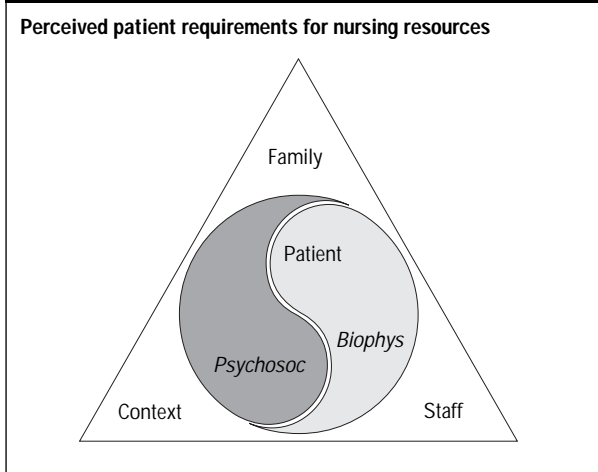 Perceived patient requirements for nursing resources
Family
Patient
Biophys
Psychosoc
Context
Staff